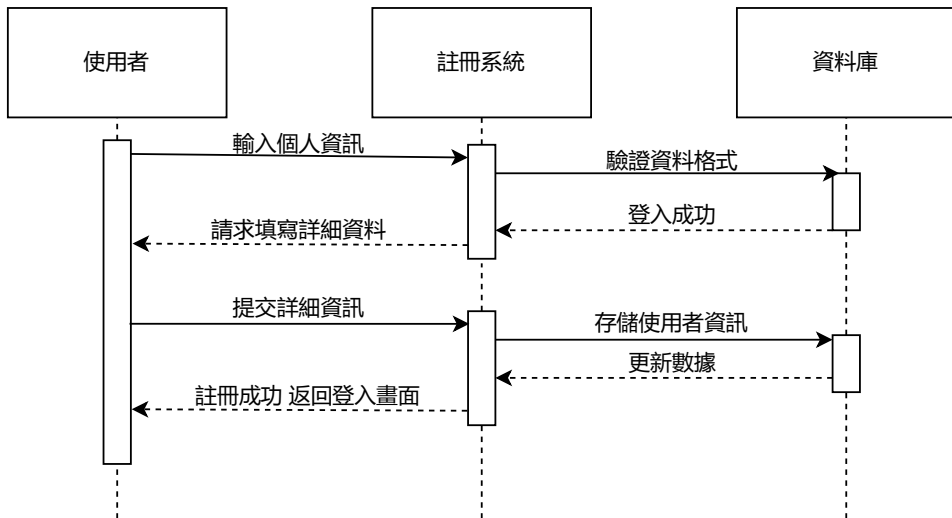 使用者
註冊系統
資料庫
輸入個人資訊
驗證資料格式
登入成功
請求填寫詳細資料
提交詳細資訊
存儲使用者資訊
更新數據
註冊成功 返回登入畫面